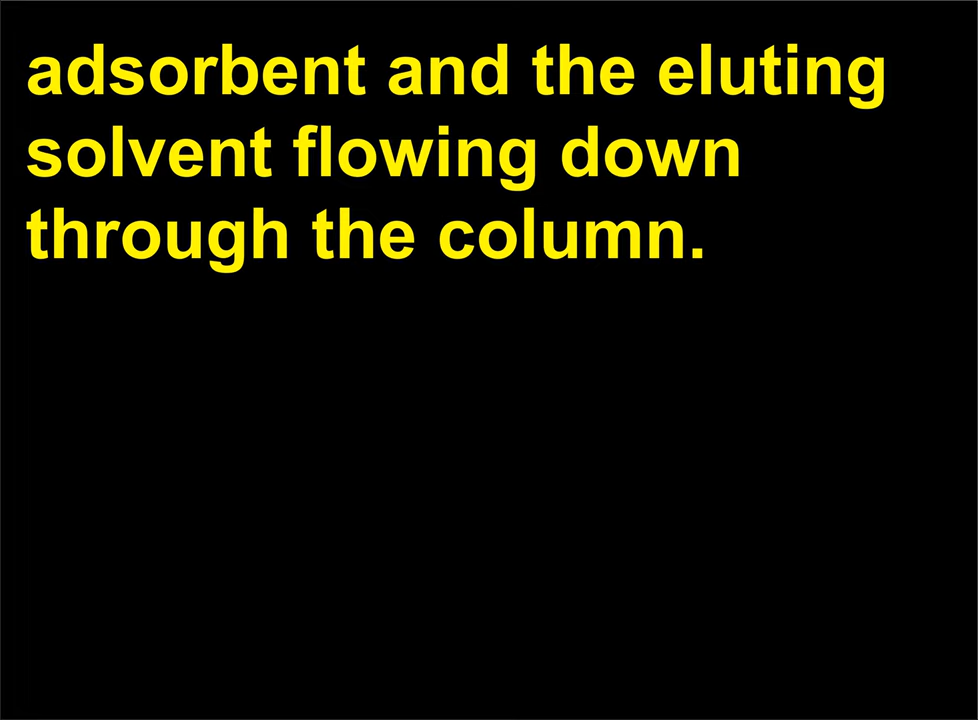 adsorbent and the eluting
solvent flowing down
through the column.